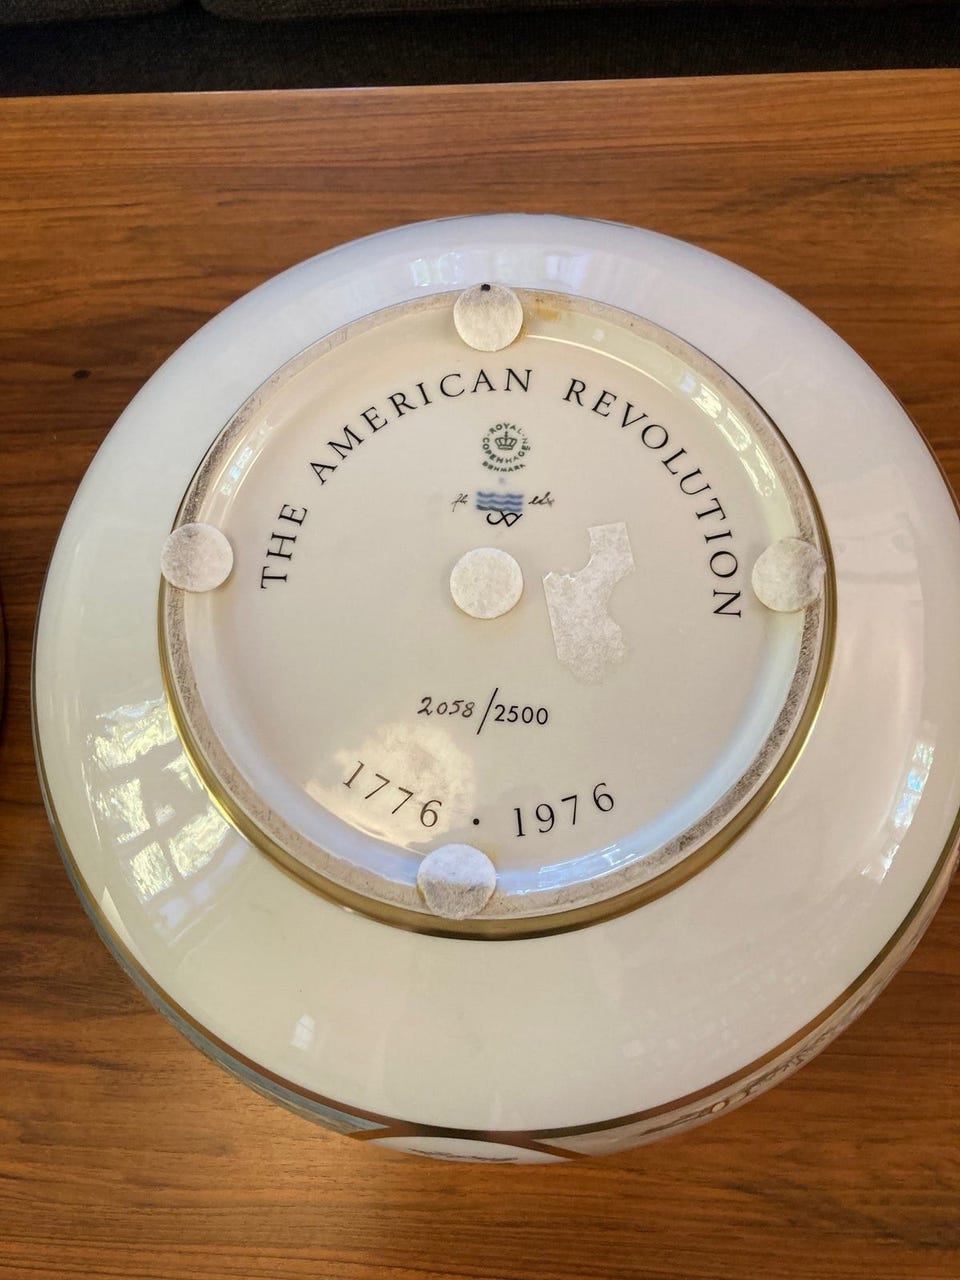 THE AMERICAN REVOLUTION
ROYAL
COPENHAGEN
DENMARK
2058/2500
1776 · 1976